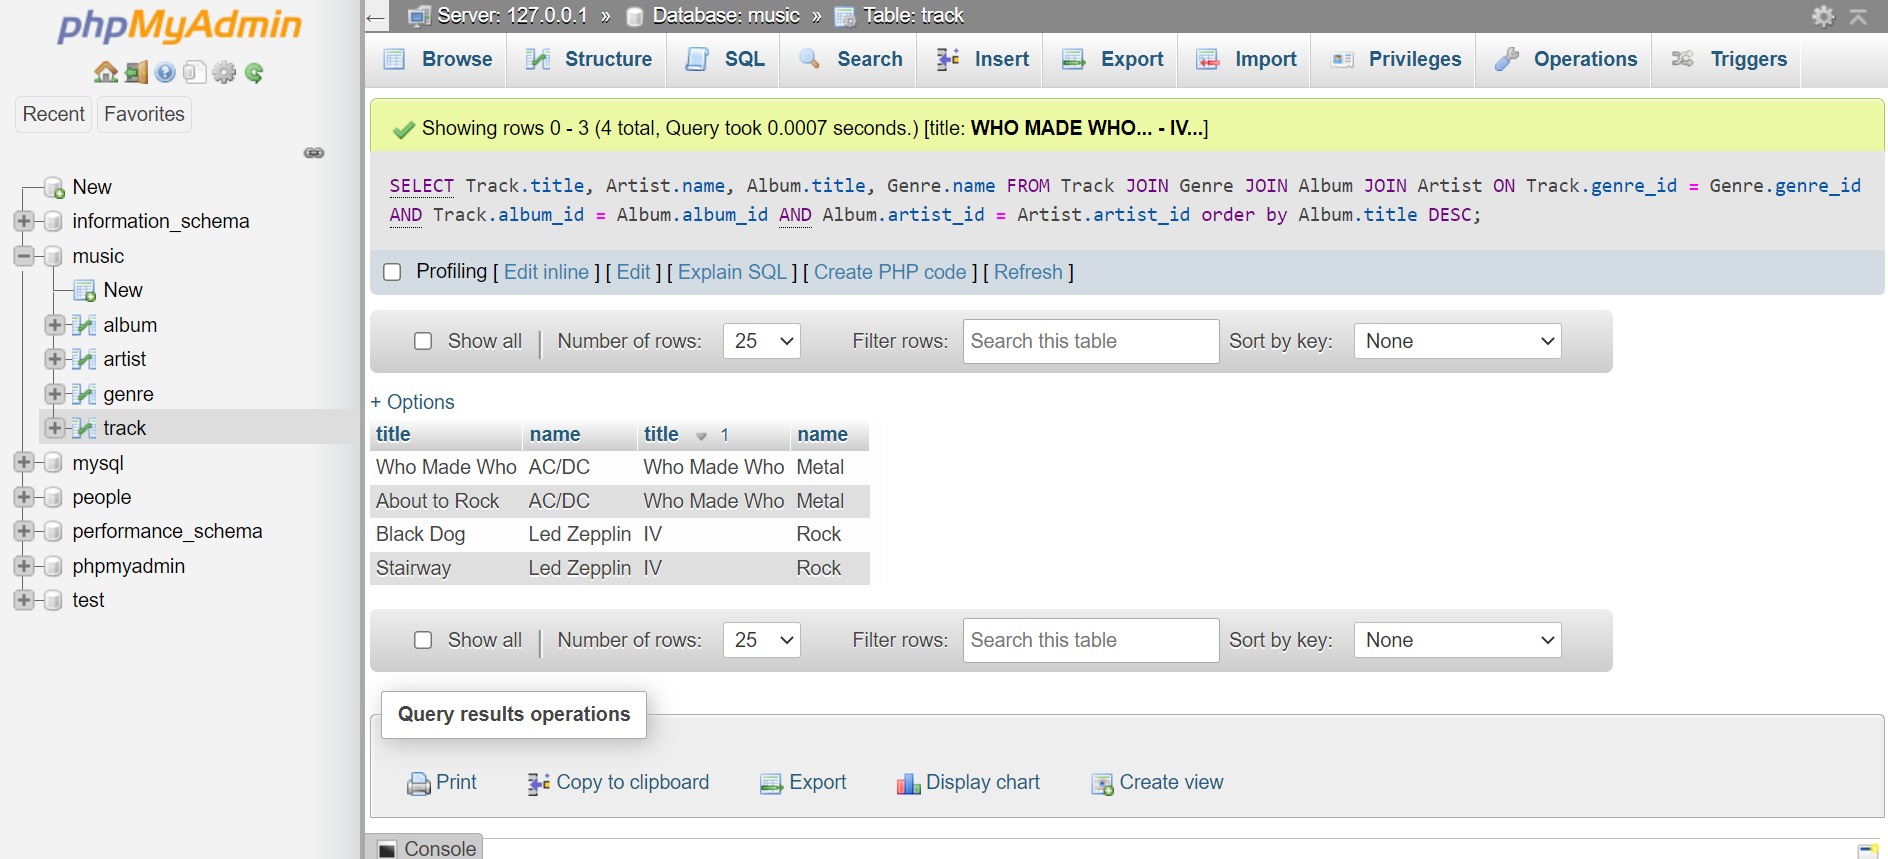 phpMyAdmin
Recent
Favorites
New
information_schema
music
New
album
artist
genre
track
mysql
people
performance_schema
phpmyadmin
test
Server: 127.0.0.1 » Database: music » Table: track
Browse
Structure
SQL
Search
Insert
Export
Import
Privileges
Operations
Triggers
Showing rows 0 - 3 (4 total, Query took 0.0007 seconds.) [title: WHO MADE WHO... - IV...]
SELECT Track.title, Artist.name, Album.title, Genre.name FROM Track JOIN Genre JOIN Album JOIN Artist ON Track.genre_id = Genre.genre_id
AND Track.album_id = Album.album_id AND Album.artist_id = Artist.artist_id order by Album.title DESC;
Profiling [ Edit inline ] [ Edit ] [ Explain SQL ] [ Create PHP code ] [ Refresh ]
Show all | Number of rows: 25 Filter rows: Search this table Sort by key: None
+ Options
title name title 1 name
Who Made Who AC/DC Who Made Who Metal
About to Rock AC/DC Who Made Who Metal
Black Dog Led Zepplin IV Rock
Stairway Led Zepplin IV Rock
Show all | Number of rows: 25 Filter rows: Search this table Sort by key: None
Query results operations
Print
Copy to clipboard
Export
Display chart
Create view
Console